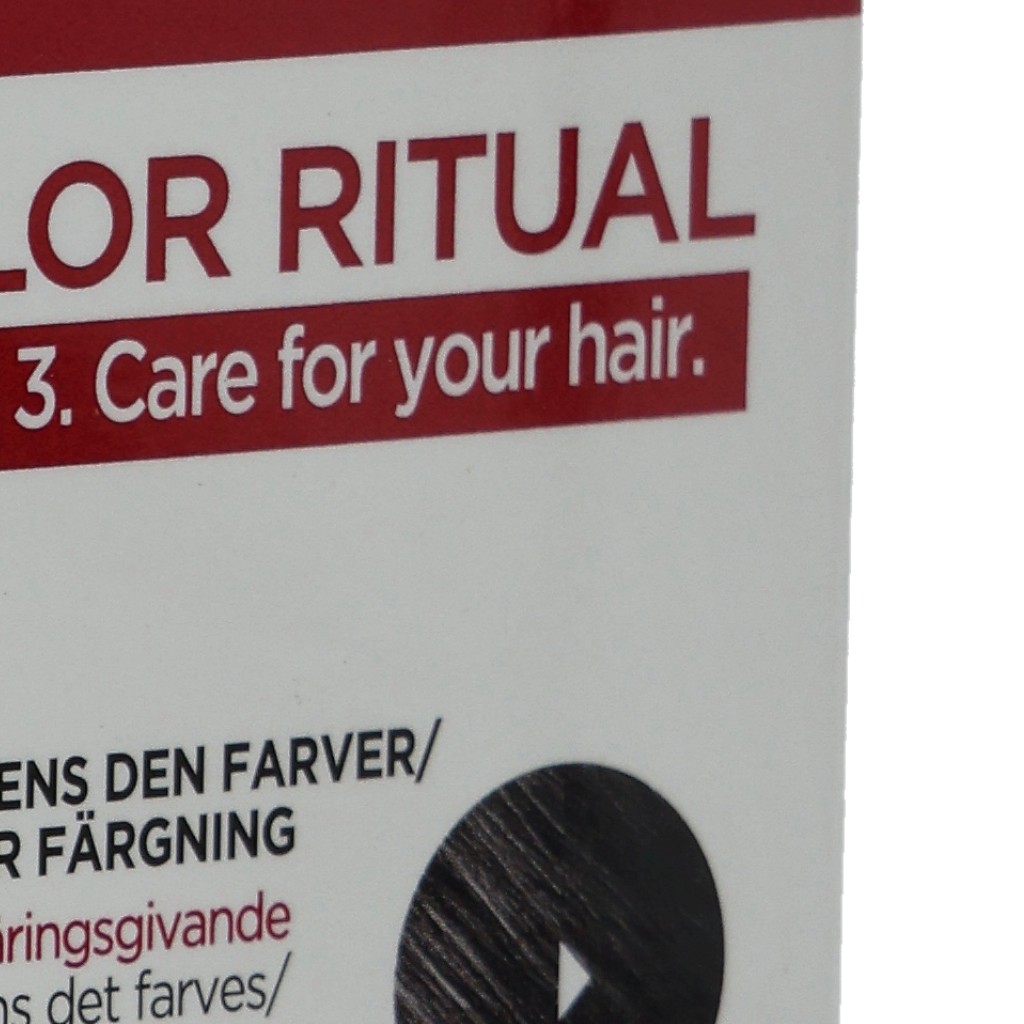 LOR RITUAL
3. Care for your hair.
ENS DEN FARVER/
R FÄRGNING
äringsgivande
ns det farves/